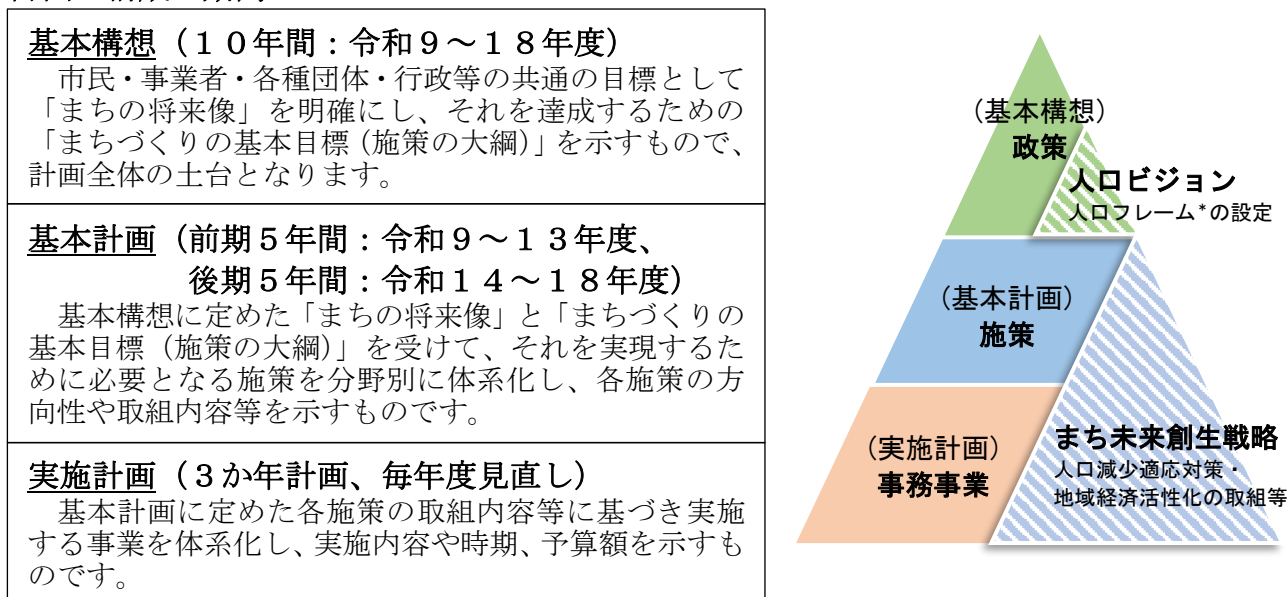 基本構想（１０年間：令和９～１８年度）
市民・事業者・各種団体・行政等の共通の目標として
「まちの将来像」を明確にし、それを達成するための
「まちづくりの基本目標（施策の大綱）」を示すもので、
計画全体の土台となります。
基本計画（前期５年間：令和９～１３年度、
後期５年間：令和１４～１８年度）
基本構想に定めた「まちの将来像」と「まちづくりの
基本目標（施策の大綱）」を受けて、それを実現するた
めに必要となる施策を分野別に体系化し、各施策の方
向性や取組内容等を示すものです。
実施計画（３か年計画、毎年度見直し）
基本計画に定めた各施策の取組内容等に基づき実施
する事業を体系化し、実施内容や時期、予算額を示すも
のです。
（基本構想）
政策
人口ビジョン
人口フレーム*の設定
（基本計画）
施策
（実施計画）
事務事業
まち未来創生戦略
人口減少適応対策・
地域経済活性化の取組等